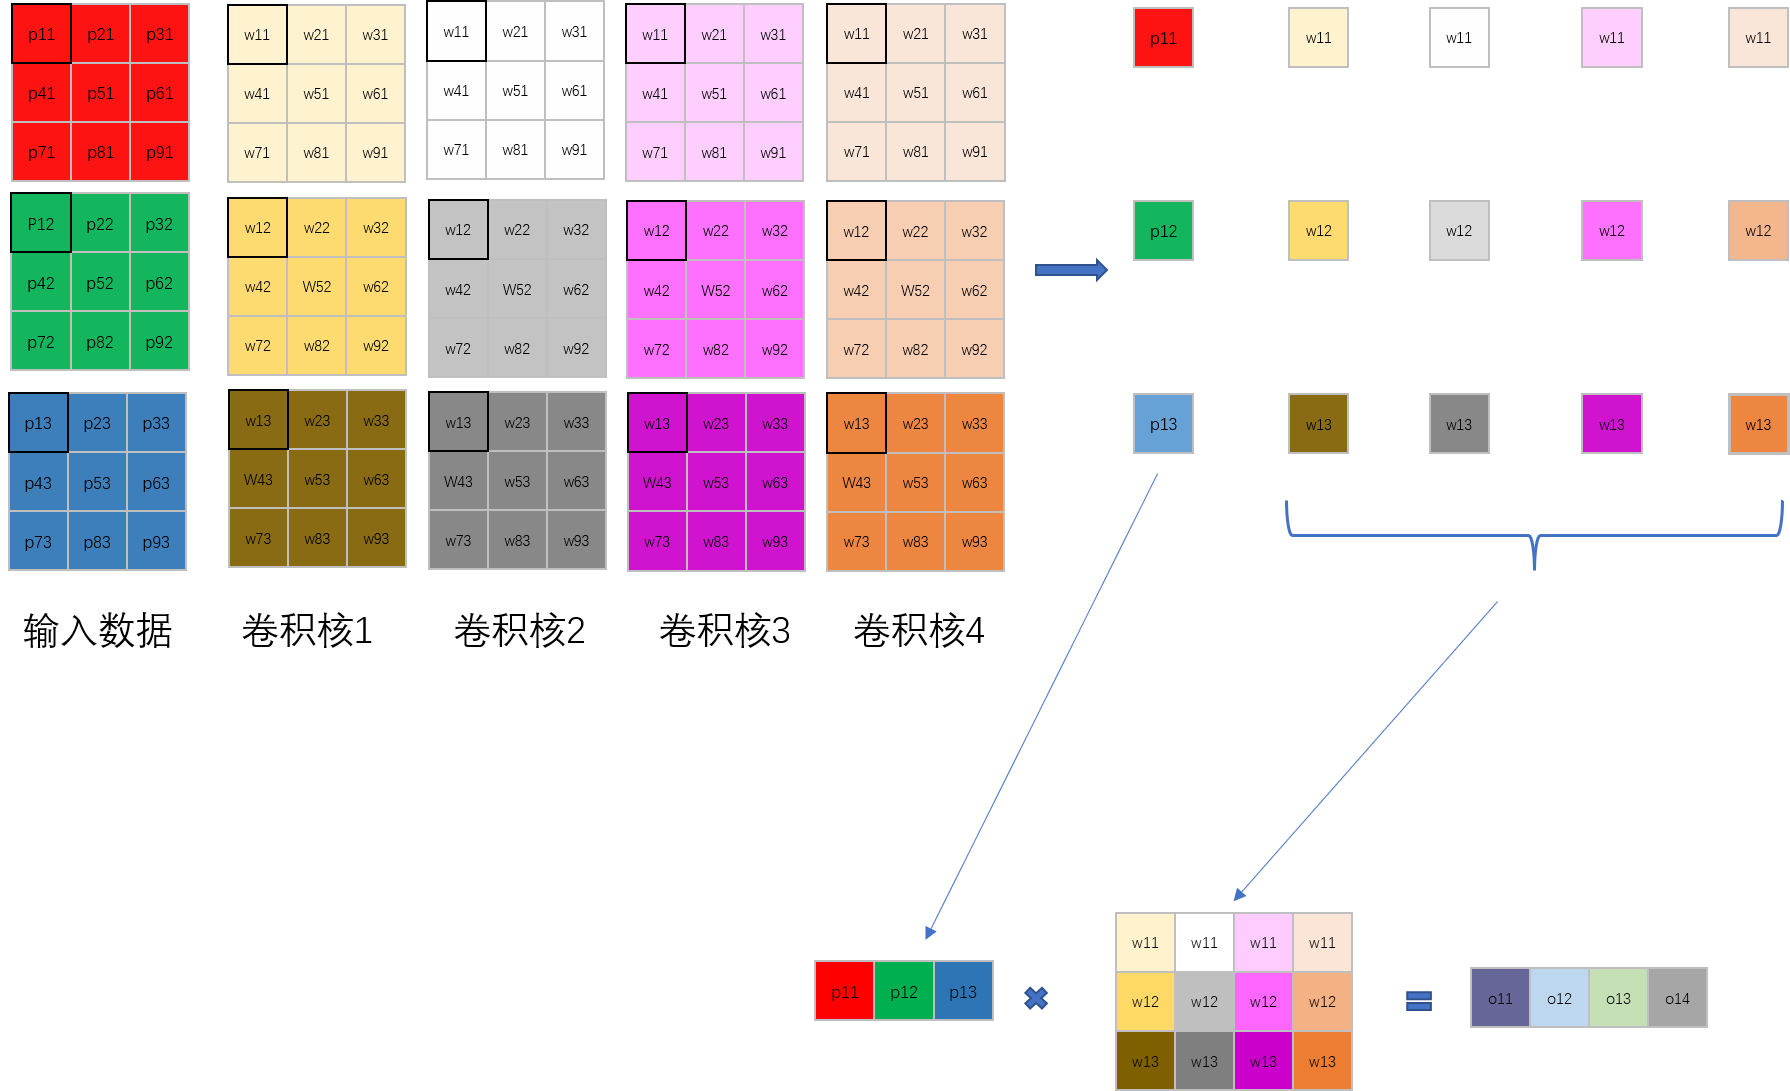 p11 p21 p31 w11 w21 w31 w11 w21 w31 w11 w21 w31 w11 w21 w31 p11 w11 w11 w11 w11
p41 p51 p61 w41 w51 w61 w41 w51 w61 w41 w51 w61 w41 w51 w61
p71 p81 p91 w71 w81 w91 w71 w81 w91 w71 w81 w91 w71 w81 w91
P12 p22 p32 w12 w22 w32 w12 w22 w32 w12 w22 w32 w12 w22 w32 p12 w12 w12 w12 w12
p42 p52 p62 w42 W52 w62 w42 W52 w62 w42 W52 w62 w42 W52 w62
p72 p82 p92 w72 w82 w92 w72 w82 w92 w72 w82 w92 w72 w82 w92
p13 p23 p33 w13 w23 w33 w13 w23 w33 w13 w23 w33 w13 w23 w33 p13 w13 w13 w13 w13
p43 p53 p63 W43 w53 w63 W43 w53 w63 W43 w53 w63 W43 w53 w63
p73 p83 p93 w73 w83 w93 w73 w83 w93 w73 w83 w93 w73 w83 w93
输入数据 卷积核1 卷积核2 卷积核3 卷积核4
w11 w11 w11 w11
p11 p12 p13 w12 w12 w12 w12 o11 o12 o13 o14
w13 w13 w13 w13